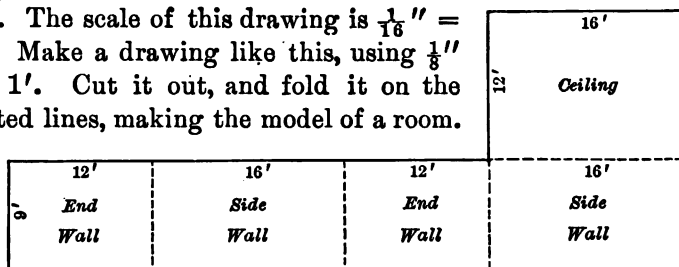 . The scale of this drawing is 1/16″ =
Make a drawing like this, using 1/8″
1′. Cut it out, and fold it on the
ted lines, making the model of a room.
16′
12′
Ceiling
12′ 16′ 12′ 16′
9′
End Side End Side
Wall Wall Wall Wall